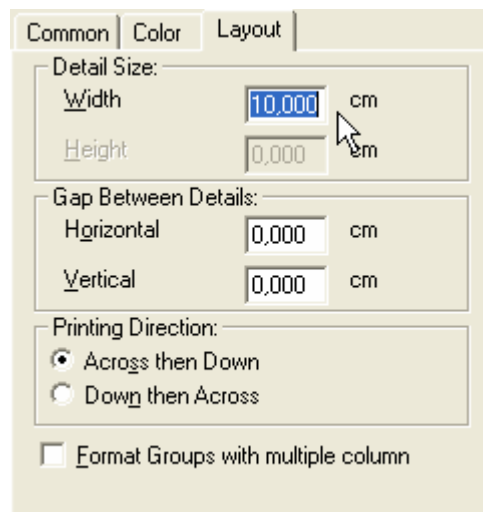 Common Color Layout
Detail Size:
Width 10,000 cm
Height 0,000 cm
Gap Between Details:
Horizontal 0,000 cm
Vertical 0,000 cm
Printing Direction:
Across then Down
Down then Across
Format Groups with multiple column